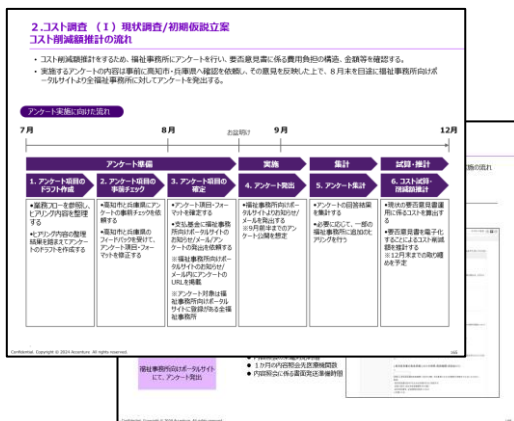 2.コスト調査 (Ⅰ)現状調査/初期仮説立案
コスト削減額推計の流れ
• コスト削減額推計をするため、福祉事務所にアンケートを行い、要否意見書に係る費用負担の構造、金額等を確認する。
• 実施するアンケートの内容は事前に高知市・兵庫県へ確認を依頼し、その意見を反映した上で、8月末を目途に福祉事務所向けポ
ータルサイトより全福祉事務所に対してアンケートを発出する。
アンケート実施に向けた流れ
7月 8月 お盆明け 9月 12月
アンケート準備 実施 集計 試算・推計
1. アンケート項目の
ドラフト作成
2. アンケート項目の
事前チェック
3. アンケート項目の
確定
4. アンケート発出
5. アンケート集計
6. コスト試算・
削減額推計
•業務フローを参照し、
ヒアリング内容を整理
する
•ヒアリング内容の整理
結果を踏まえてアンケー
トのドラフトを作成する
•高知市と兵庫県にア
ンケートの事前チェックを依
頼する
•高知市と兵庫県の
フィードバックを受けて、
アンケート項目・フォー
マットを修正する
•アンケート項目・フォー
マットを確定する
•支払基金に福祉事務
所向けポータルサイトの
お知らせ/メール/アン
ケートの発出を依頼する
※福祉事務所向けポー
タルサイトのお知らせ/
メール内にアンケートの
URLを掲載
※アンケート対象は福
祉事務所向けポータル
サイトに登録がある全福
祉事務所
•福祉事務所向けポー
タルサイトよりお知らせ/
メールを発出する
※9月前半までのアン
ケート公開を想定
•アンケートの回答結果
を集計する
•必要に応じて、一部の
福祉事務所に追加のヒ
アリングを行う
•現状の要否意見書運
用に係るコストを算出す
る
•要否意見書を電子化
することによるコスト削減
額を推計する
※12月末までの取り纏
めを予定
Confidential. Copyright © 2024 Accenture. All rights reserved.
施の流れ
福祉事務所向けポータルサイト
にて、アンケート発出
● 1か月の内容照会先医療機関数
● 内容照会に係る書面発送準備時間